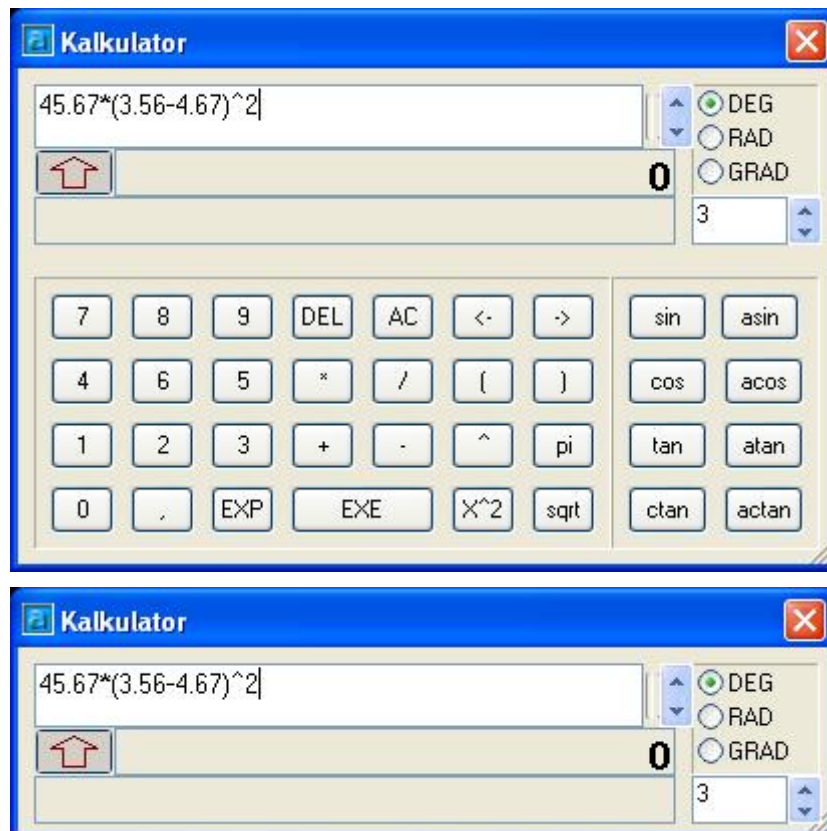 Kalkulator
45.67*(3.56-4.67)^2
DEG
RAD
0
GRAD
3
7 8 9 DEL AC <- -> sin asin
4 6 5 * / ( ) cos acos
1 2 3 + - ^ pi tan atan
0 , EXP EXE X^2 sqrt ctan actan
Kalkulator
45.67*(3.56-4.67)^2
DEG
RAD
0
GRAD
3